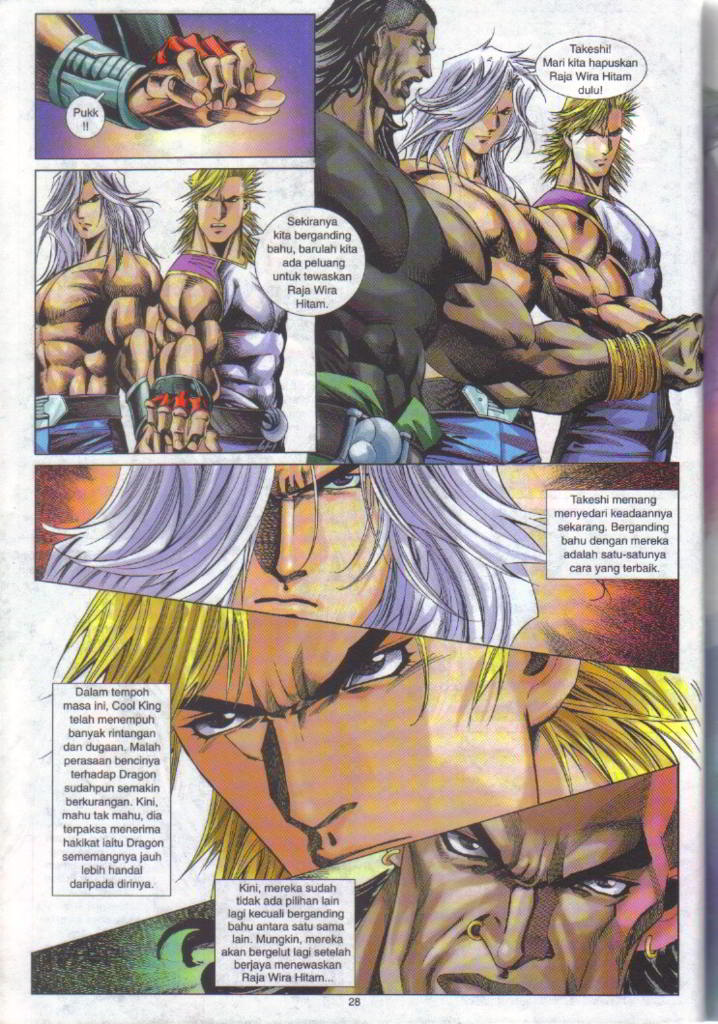 Pukk
!!
Takeshi!
Mari kita hapuskan
Raja Wira Hitam
dulu!
Sekiranya
kita berganding
bahu, barulah kita
ada peluang
untuk tewaskan
Raja Wira
Hitam.
Takeshi memang
menyedari keadaannya
sekarang. Berganding
bahu dengan mereka
adalah satu-satunya
cara yang terbaik.
Dalam tempoh
masa ini, Cool King
telah menempuh
banyak rintangan
dan dugaan. Malah
perasaan bencinya
terhadap Dragon
sudahpun semakin
berkurangan. Kini,
mahu tak mahu, dia
terpaksa menerima
hakikat iaitu Dragon
sememangnya jauh
lebih handal
daripada dirinya.
Kini, mereka sudah
tidak ada pilihan lain
lagi kecuali berganding
bahu antara satu sama
lain. Mungkin, mereka
akan bergelut lagi setelah
berjaya menewaskan
Raja Wira Hitam...
28